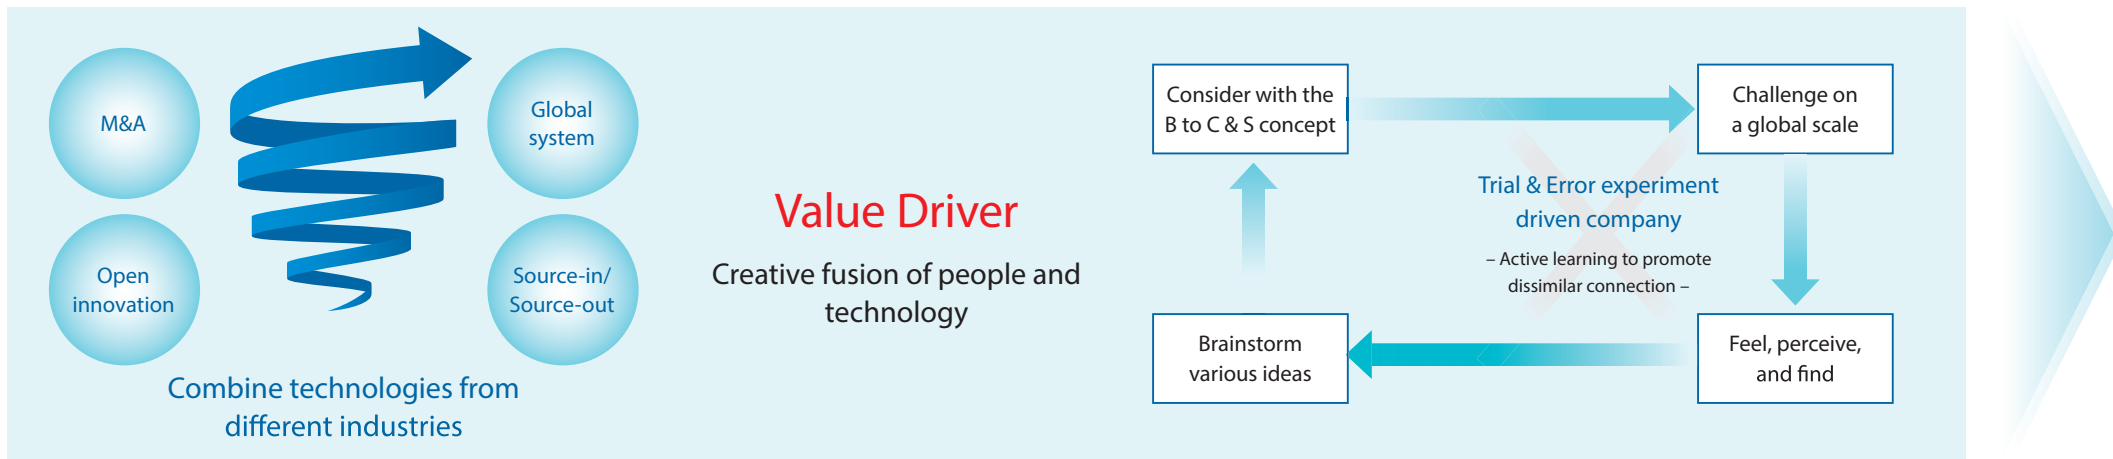 M&A
Open
innovation
Global
system
Source-in/
Source-out
Combine technologies from
different industries
Value Driver
Creative fusion of people and
technology
Consider with the
B to C & S concept
Challenge on
a global scale
Trial & Error experiment
driven company
– Active learning to promote
dissimilar connection –
Brainstorm
various ideas
Feel, perceive,
and find